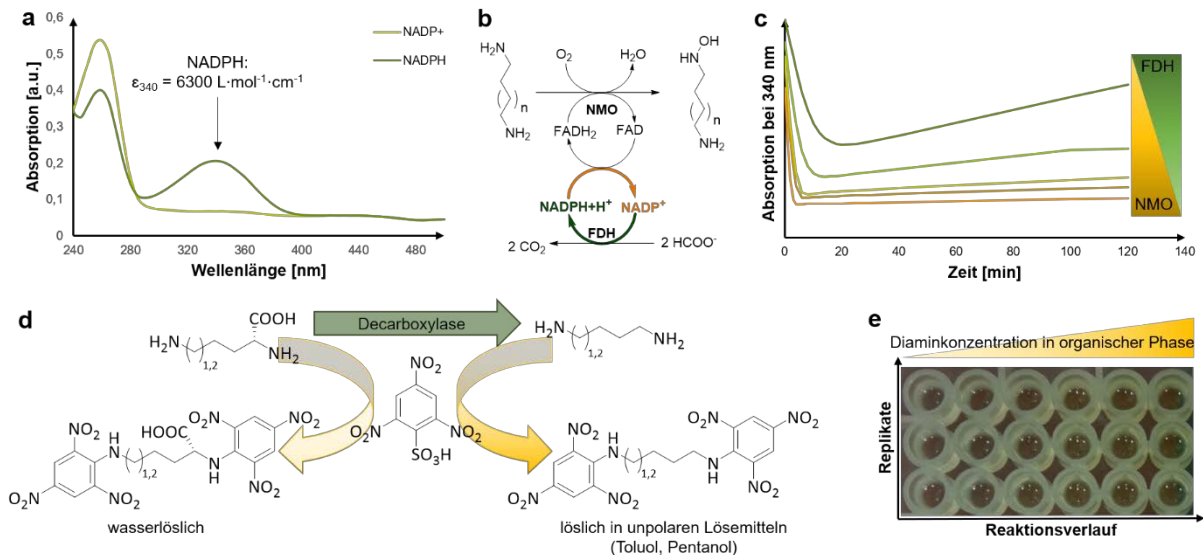 a
Absorption [a.u.]
0,6
0,5
0,4
0,3
0,2
0,1
0
240
280
320
360
400
440
480
Wellenlänge [nm]
NADP+
NADPH
NADPH:
ε340 = 6300 L·mol⁻¹·cm⁻¹
b
H₂N
n
NH₂
O₂
H₂O
NMO
FADH₂
FAD
OH
HN
n
NH₂
NADPH+H⁺
NADP⁺
FDH
2 CO₂
2 HCOO⁻
c
Absorption bei 340 nm
0
20
40
60
80
100
120
140
Zeit [min]
FDH
NMO
d
H₂N
1,2
COOH
NH₂
Decarboxylase
H₂N
1,2
NH₂
NO₂
O₂N
NO₂
SO₃H
NO₂
H
N
O₂N
NO₂
1,2
HOOC
O₂N
NO₂
N
H
NO₂
wasserlöslich
NO₂
H
N
O₂N
NO₂
1,2
O₂N
NO₂
N
H
NO₂
löslich in unpolaren Lösemitteln
(Toluol, Pentanol)
e
Diaminkonzentration in organischer Phase
Replikate
Reaktionsverlauf